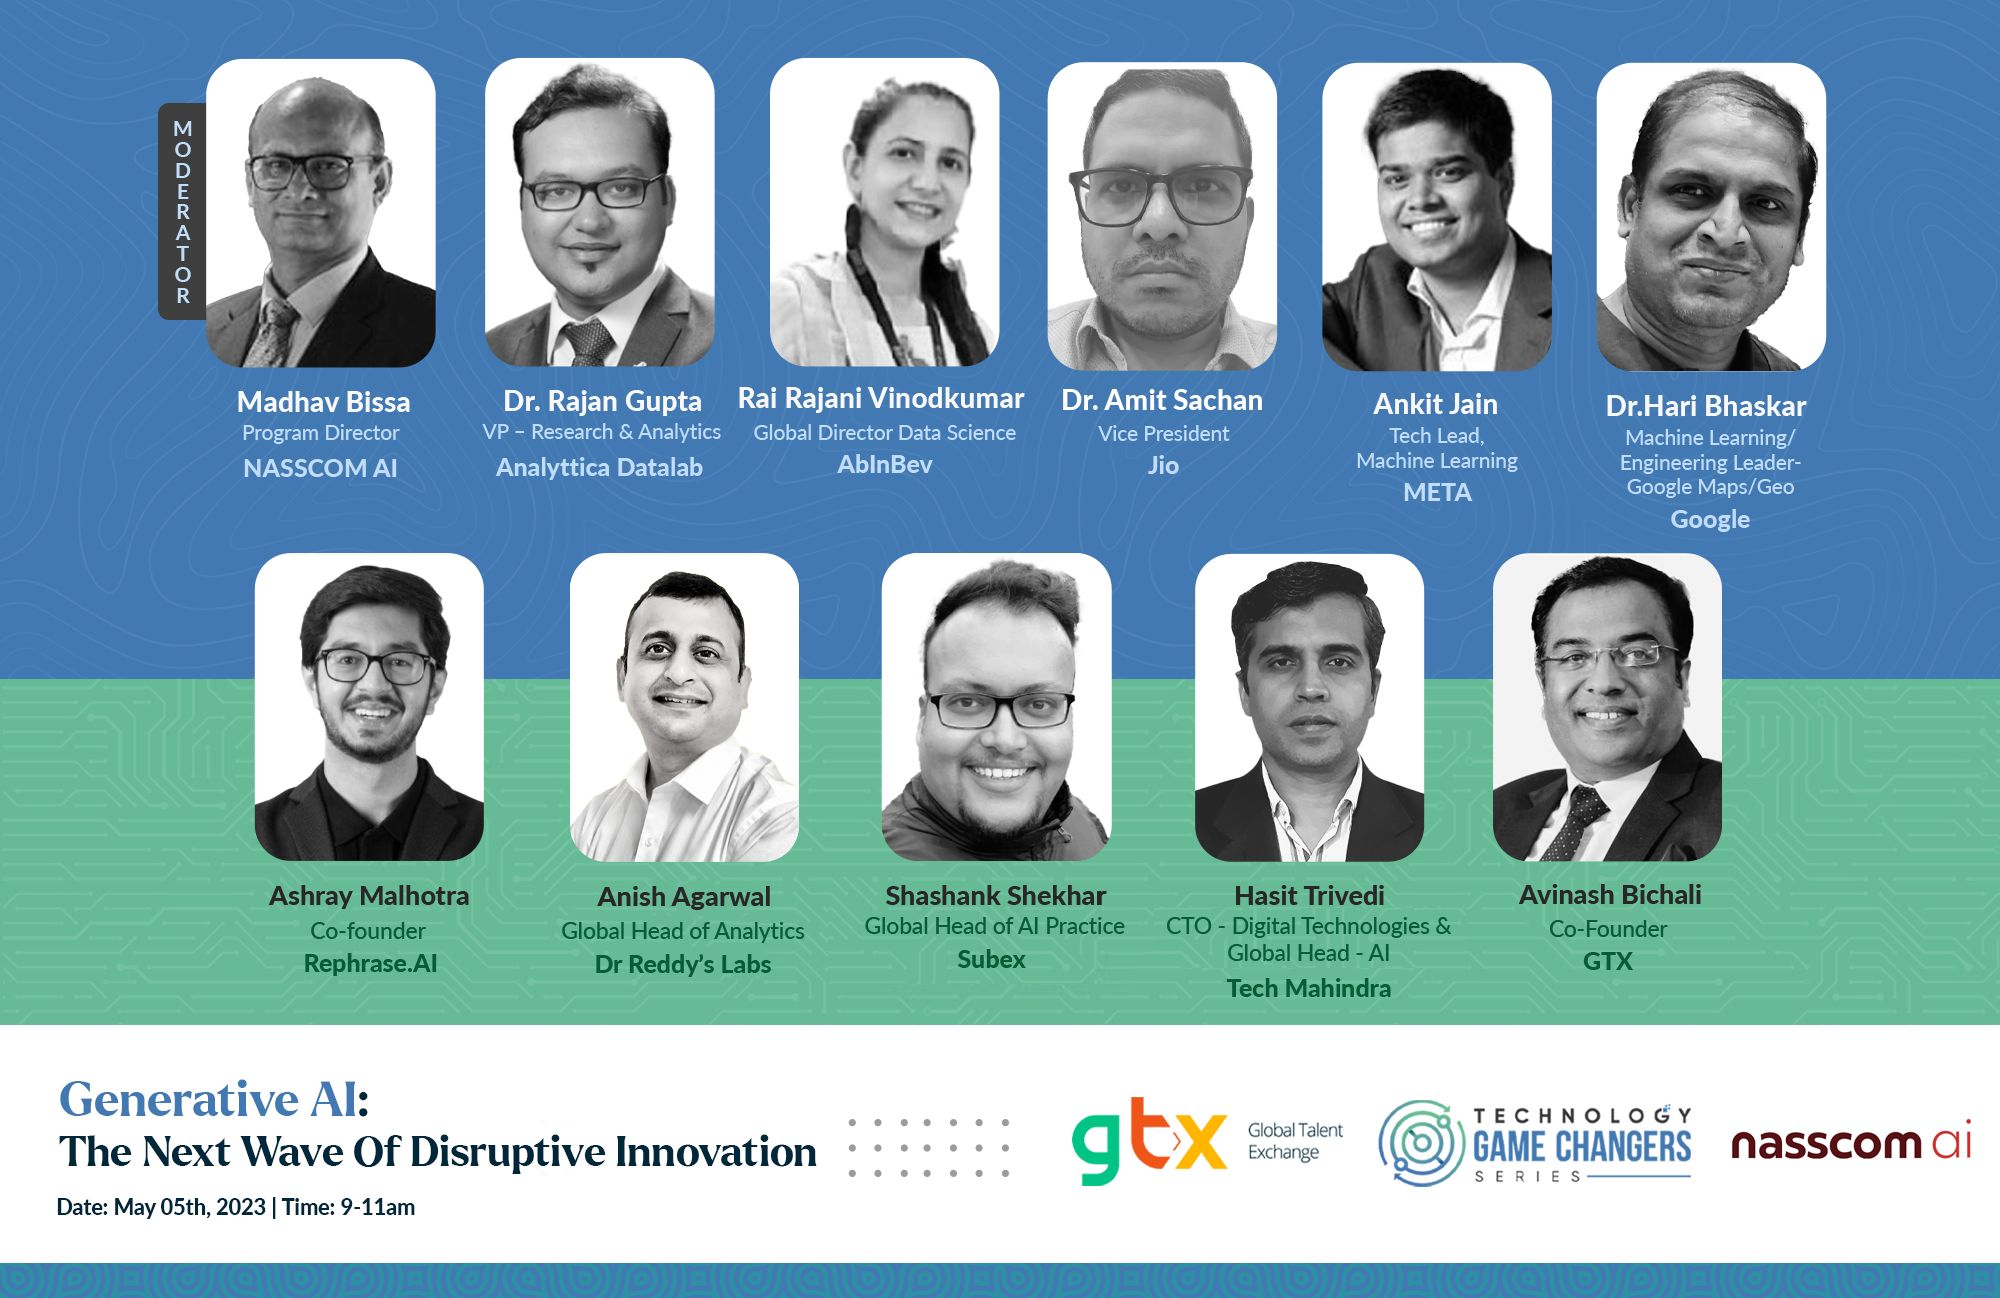 MODERATOR
Madhav Bissa
Program Director
NASSCOM AI
Dr. Rajan Gupta
VP – Research & Analytics
Analyttica Datalab
Rai Rajani Vinodkumar
Global Director Data Science
AbInBev
Dr. Amit Sachan
Vice President
Jio
Ankit Jain
Tech Lead,
Machine Learning
META
Dr.Hari Bhaskar
Machine Learning/
Engineering Leader-
Google Maps/Geo
Google
Ashray Malhotra
Co-founder
Rephrase.AI
Anish Agarwal
Global Head of Analytics
Dr Reddy’s Labs
Shashank Shekhar
Global Head of AI Practice
Subex
Hasit Trivedi
CTO - Digital Technologies &
Global Head - AI
Tech Mahindra
Avinash Bichali
Co-Founder
GTX
Generative AI:
The Next Wave Of Disruptive Innovation
Date: May 05th, 2023 | Time: 9-11am
gtx
Global Talent
Exchange
TECHNOLOGY
GAME CHANGERS
SERIES
nasscom ai